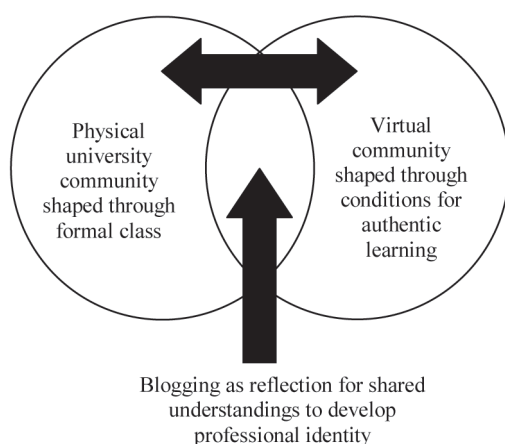 Physical
university
community
shaped through
formal class
Virtual
community
shaped through
conditions for
authentic
learning
Blogging as reflection for shared
understandings to develop
professional identity